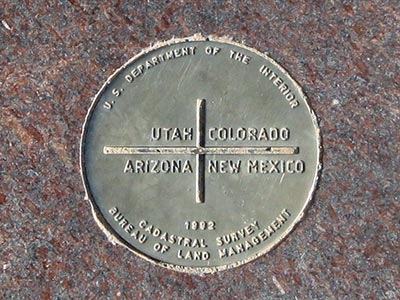 U.S. DEPARTMENT OF THE INTERIOR
UTAH COLORADO
ARIZONA NEW MEXICO
1992
CADASTRAL SURVEY
BUREAU OF LAND MANAGEMENT